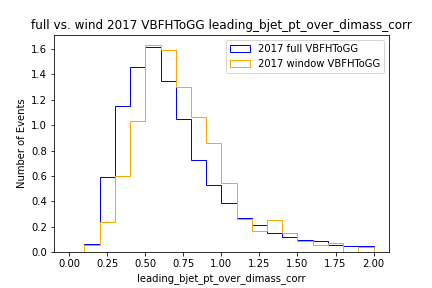 full vs. wind 2017 VBFHToGG leading_bjet_pt_over_dimass_corr
2017 full VBFHToGG
2017 window VBFHToGG
Number of Events
1.6
1.4
1.2
1.0
0.8
0.6
0.4
0.2
0.0
0.00 0.25 0.50 0.75 1.00 1.25 1.50 1.75 2.00
leading_bjet_pt_over_dimass_corr